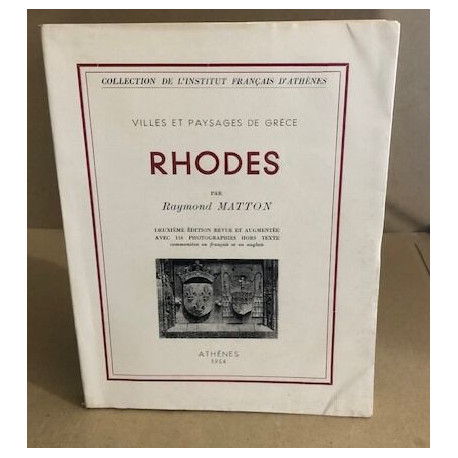 COLLECTION DE L'INSTITUT FRANÇAIS D'ATHÈNES
VILLES ET PAYSAGES DE GRÈCE
RHODES
PAR
Raymond MATTON
DEUXIÈME ÉDITION REVUE ET AUGMENTÉE
AVEC 114 PHOTOGRAPHIES HORS TEXTE
commentées en français et en anglais
ATHÈNES
1954